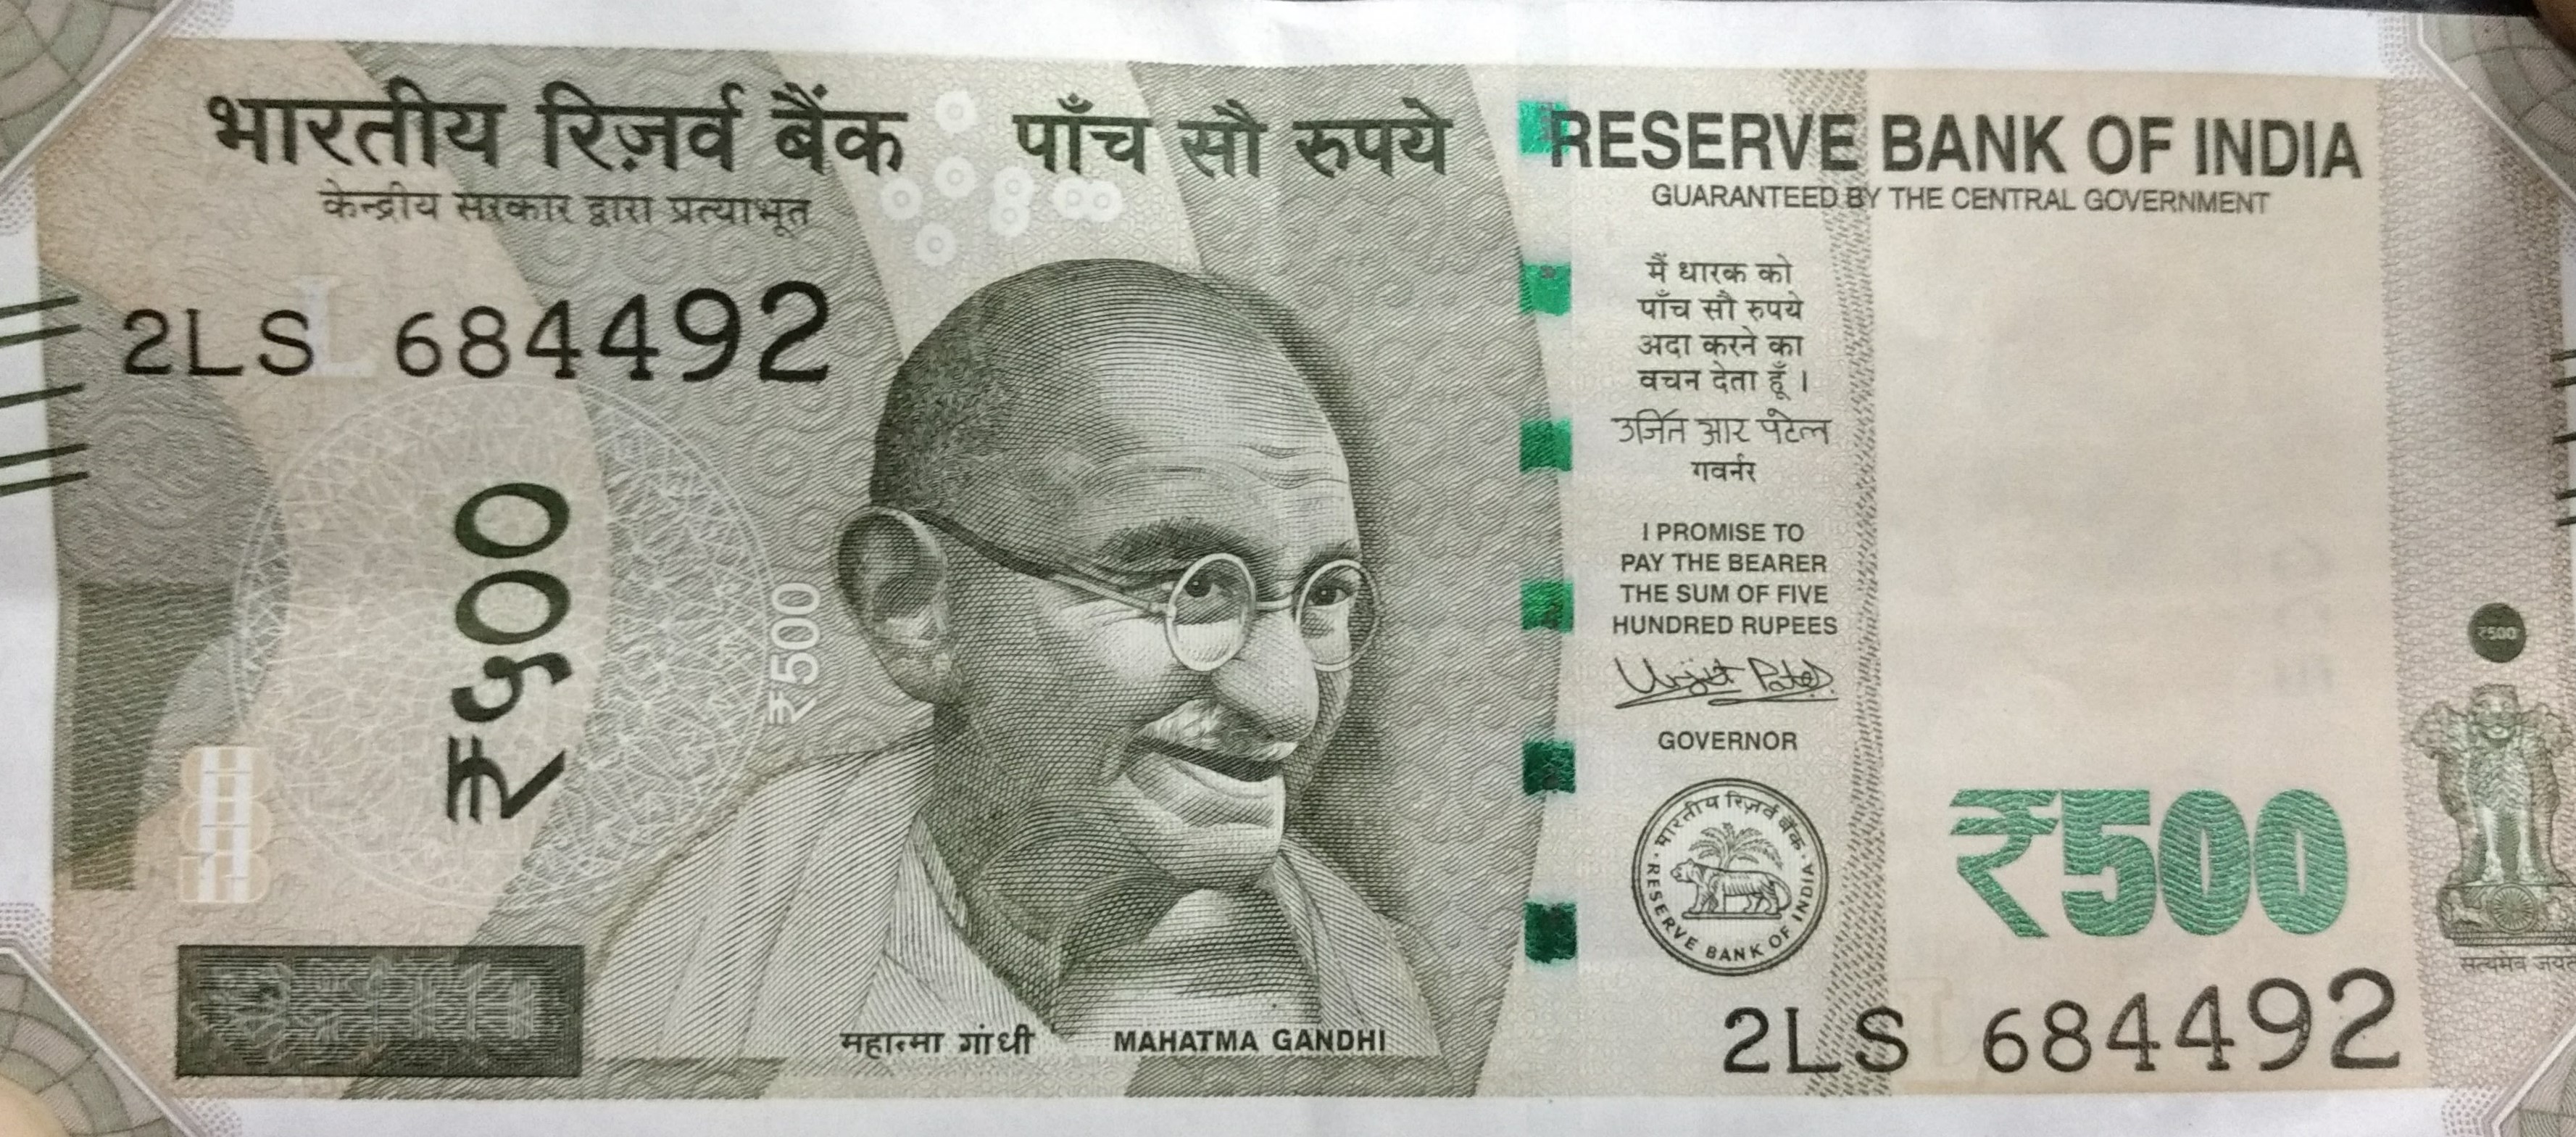 भारतीय रिज़र्व बैंक
केन्द्रीय सरकार द्वारा प्रत्याभूत
पाँच सौ रुपये
RESERVE BANK OF INDIA
GUARANTEED BY THE CENTRAL GOVERNMENT
2LS 684492
L
₹५००
₹500
मैं धारक को
पाँच सौ रुपये
अदा करने का
वचन देता हूँ ।
उर्जित आर पटेल
गवर्नर
I PROMISE TO
PAY THE BEARER
THE SUM OF FIVE
HUNDRED RUPEES
Urjit Patel
GOVERNOR
भारतीय रिज़र्व बैंक
RESERVE BANK OF INDIA
₹500
₹500
सत्यमेव जयते
महात्मा गांधी
MAHATMA GANDHI
2LS 684492
L